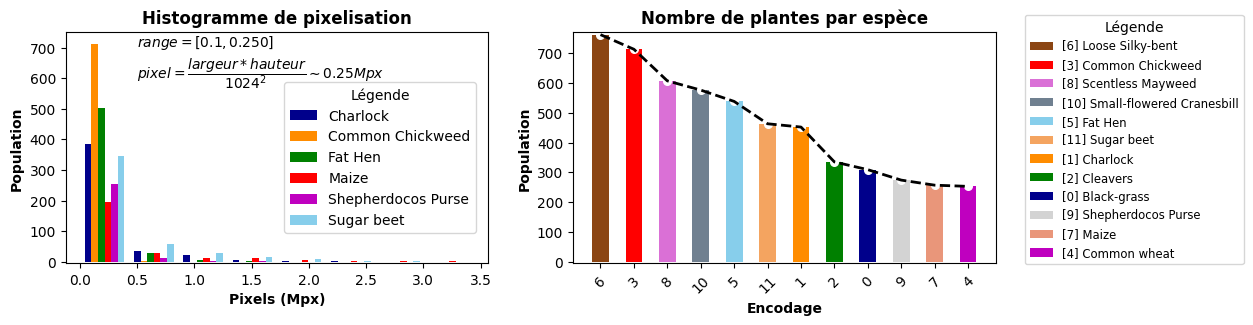 Histogramme de pixelisation
range = [0.1, 0.250]
pixel = largeur * hauteur / 1024² ~ 0.25Mpx
Légende
Charlock
Common Chickweed
Fat Hen
Maize
Shepherdocos Purse
Sugar beet
Population
700
600
500
400
300
200
100
0
0.0 0.5 1.0 1.5 2.0 2.5 3.0 3.5
Pixels (Mpx)
Nombre de plantes par espèce
Population
700
600
500
400
300
200
100
0
6 3 8 10 5 11 1 2 0 9 7 4
Encodage
Légende
[6] Loose Silky-bent
[3] Common Chickweed
[8] Scentless Mayweed
[10] Small-flowered Cranesbill
[5] Fat Hen
[11] Sugar beet
[1] Charlock
[2] Cleavers
[0] Black-grass
[9] Shepherdocos Purse
[7] Maize
[4] Common wheat